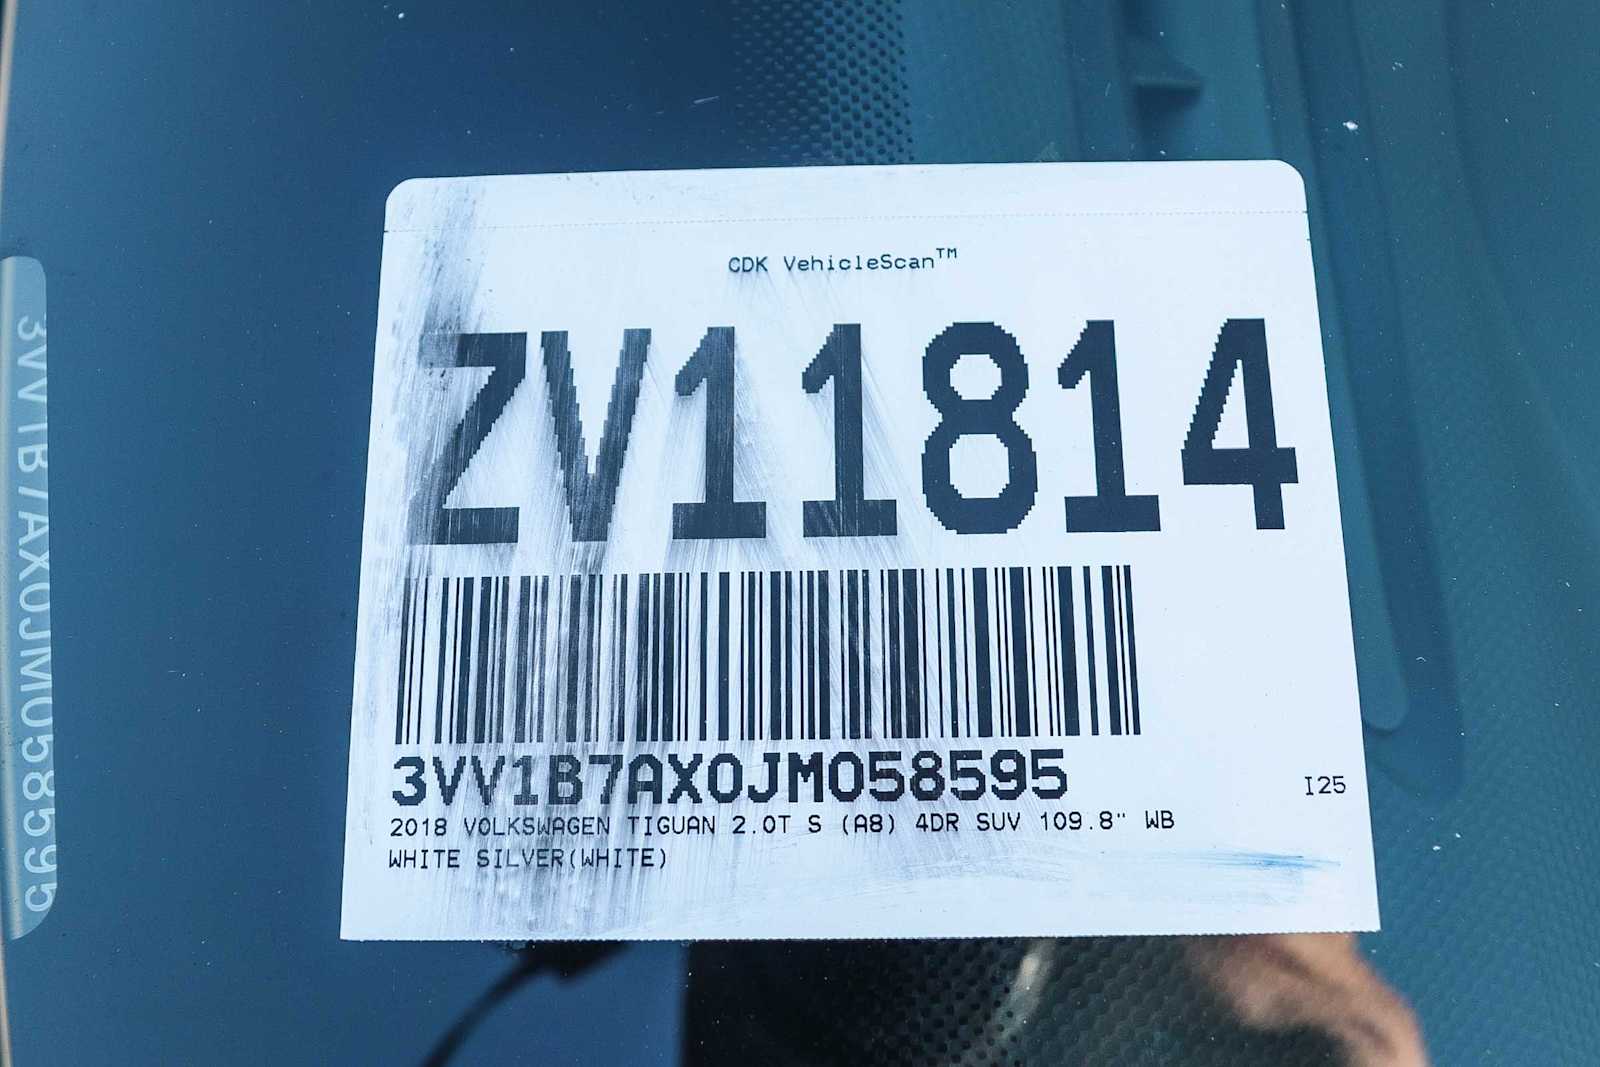 CDK VehicleScan™
ZV11814
3VV1B7AX0JM058595
I25
2018 VOLKSWAGEN TIGUAN 2.0T S (A8) 4DR SUV 109.8" WB
WHITE SILVER(WHITE)
3VV1B7AX0JM058595